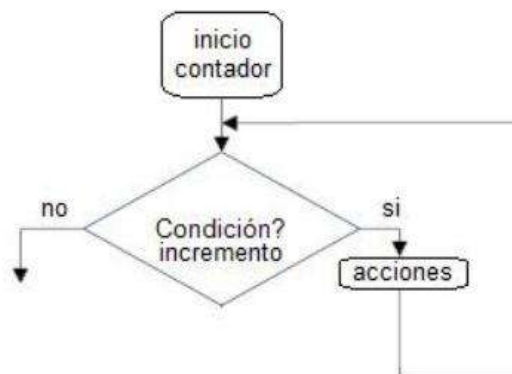 inicio
contador
no
si
Condición?
incremento
acciones